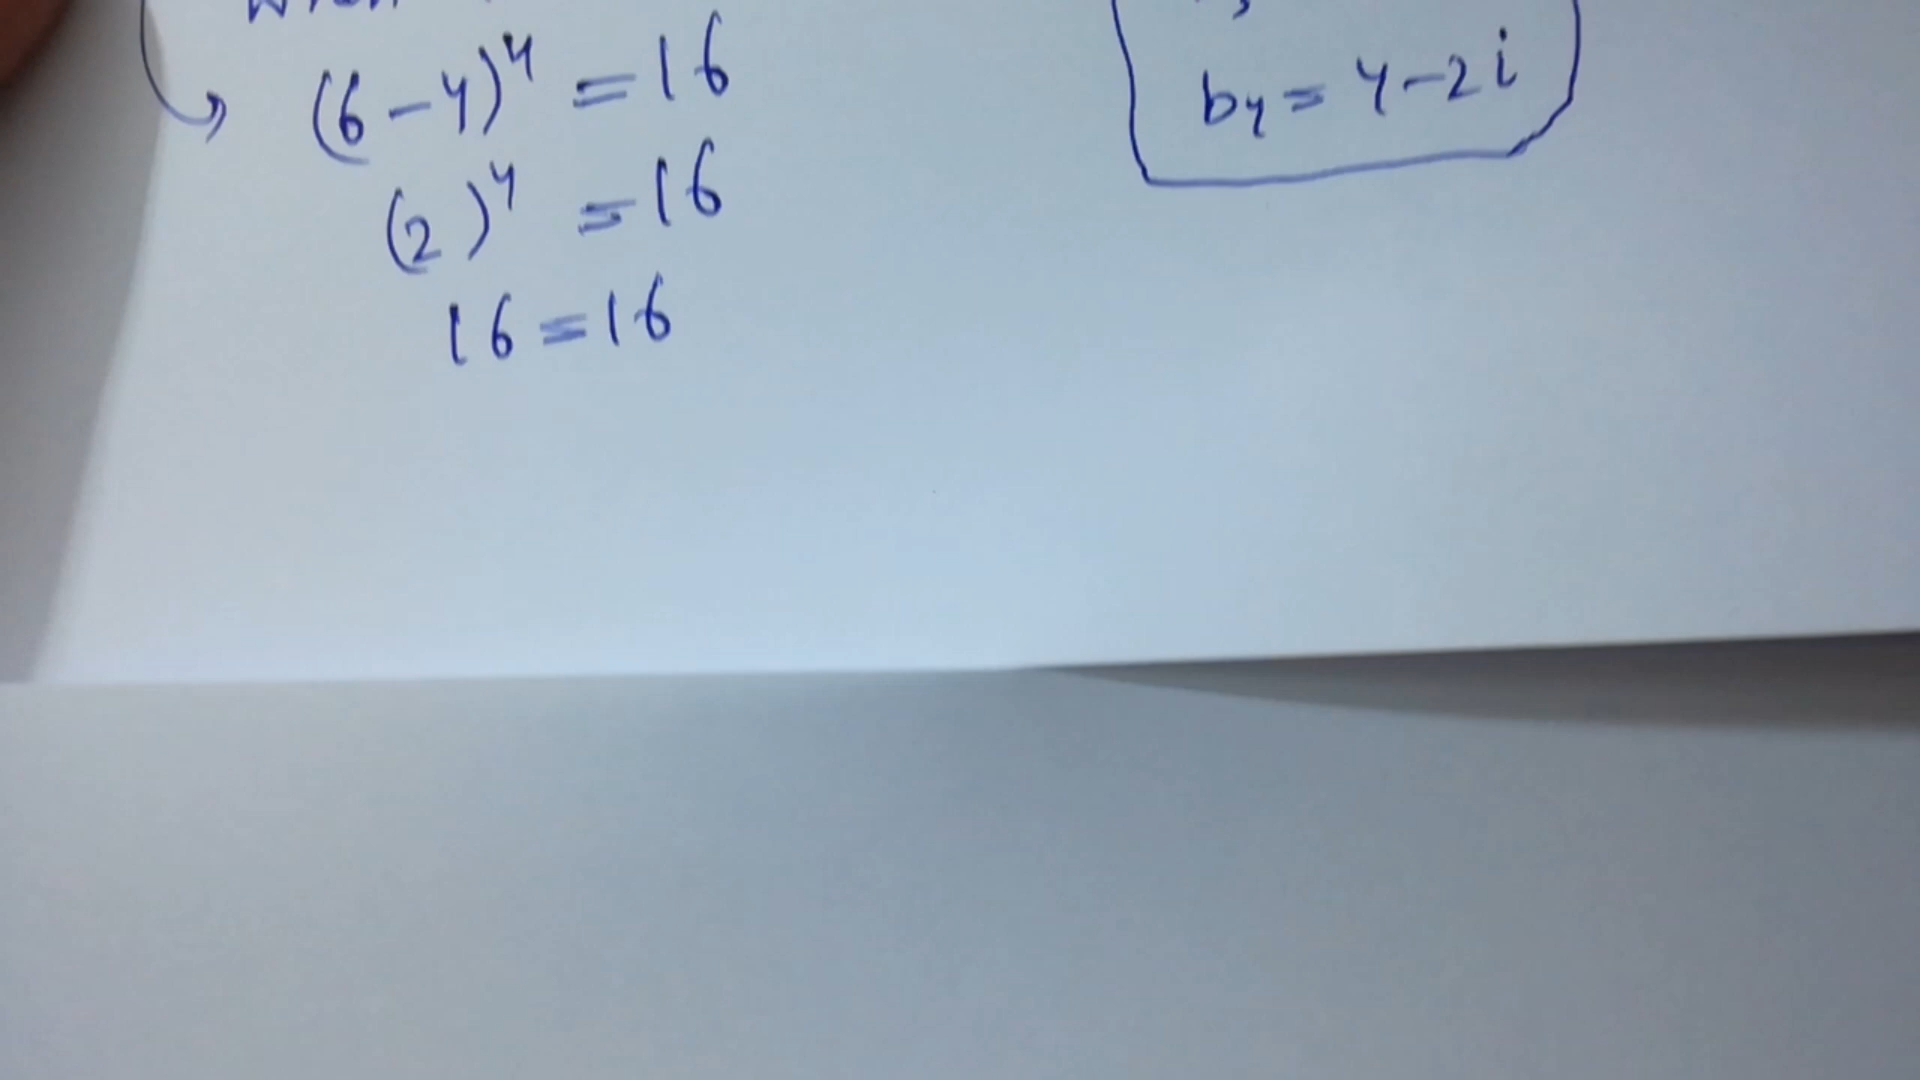 (6-4)⁴ = 16
(2)⁴ = 16
16 = 16
b₄ = 4-2i